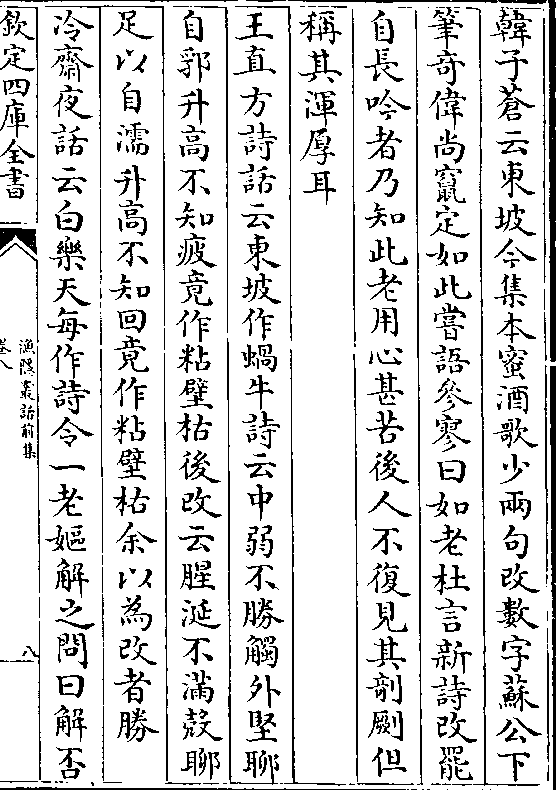 韓子蒼云東坡今集本蜜酒歌少兩句改數字蘇公下
筆奇偉尚竄定如此嘗語參寥曰如老杜言新詩改罷
自長吟者乃知此老用心甚苦後人不復見其剞劂但
稱其渾厚耳
王直方詩話云東坡作蝸牛詩云中弱不勝觸外堅聊
自郛升高不知疲竟作粘壁枯後改云腥涎不滿殼聊
足以自濡升高不知回竟作粘壁枯余以為改者勝
冷齋夜話云白樂天每作詩令一老嫗解之問曰解否
欽定四庫全書
漁隱叢話前集
卷八
八